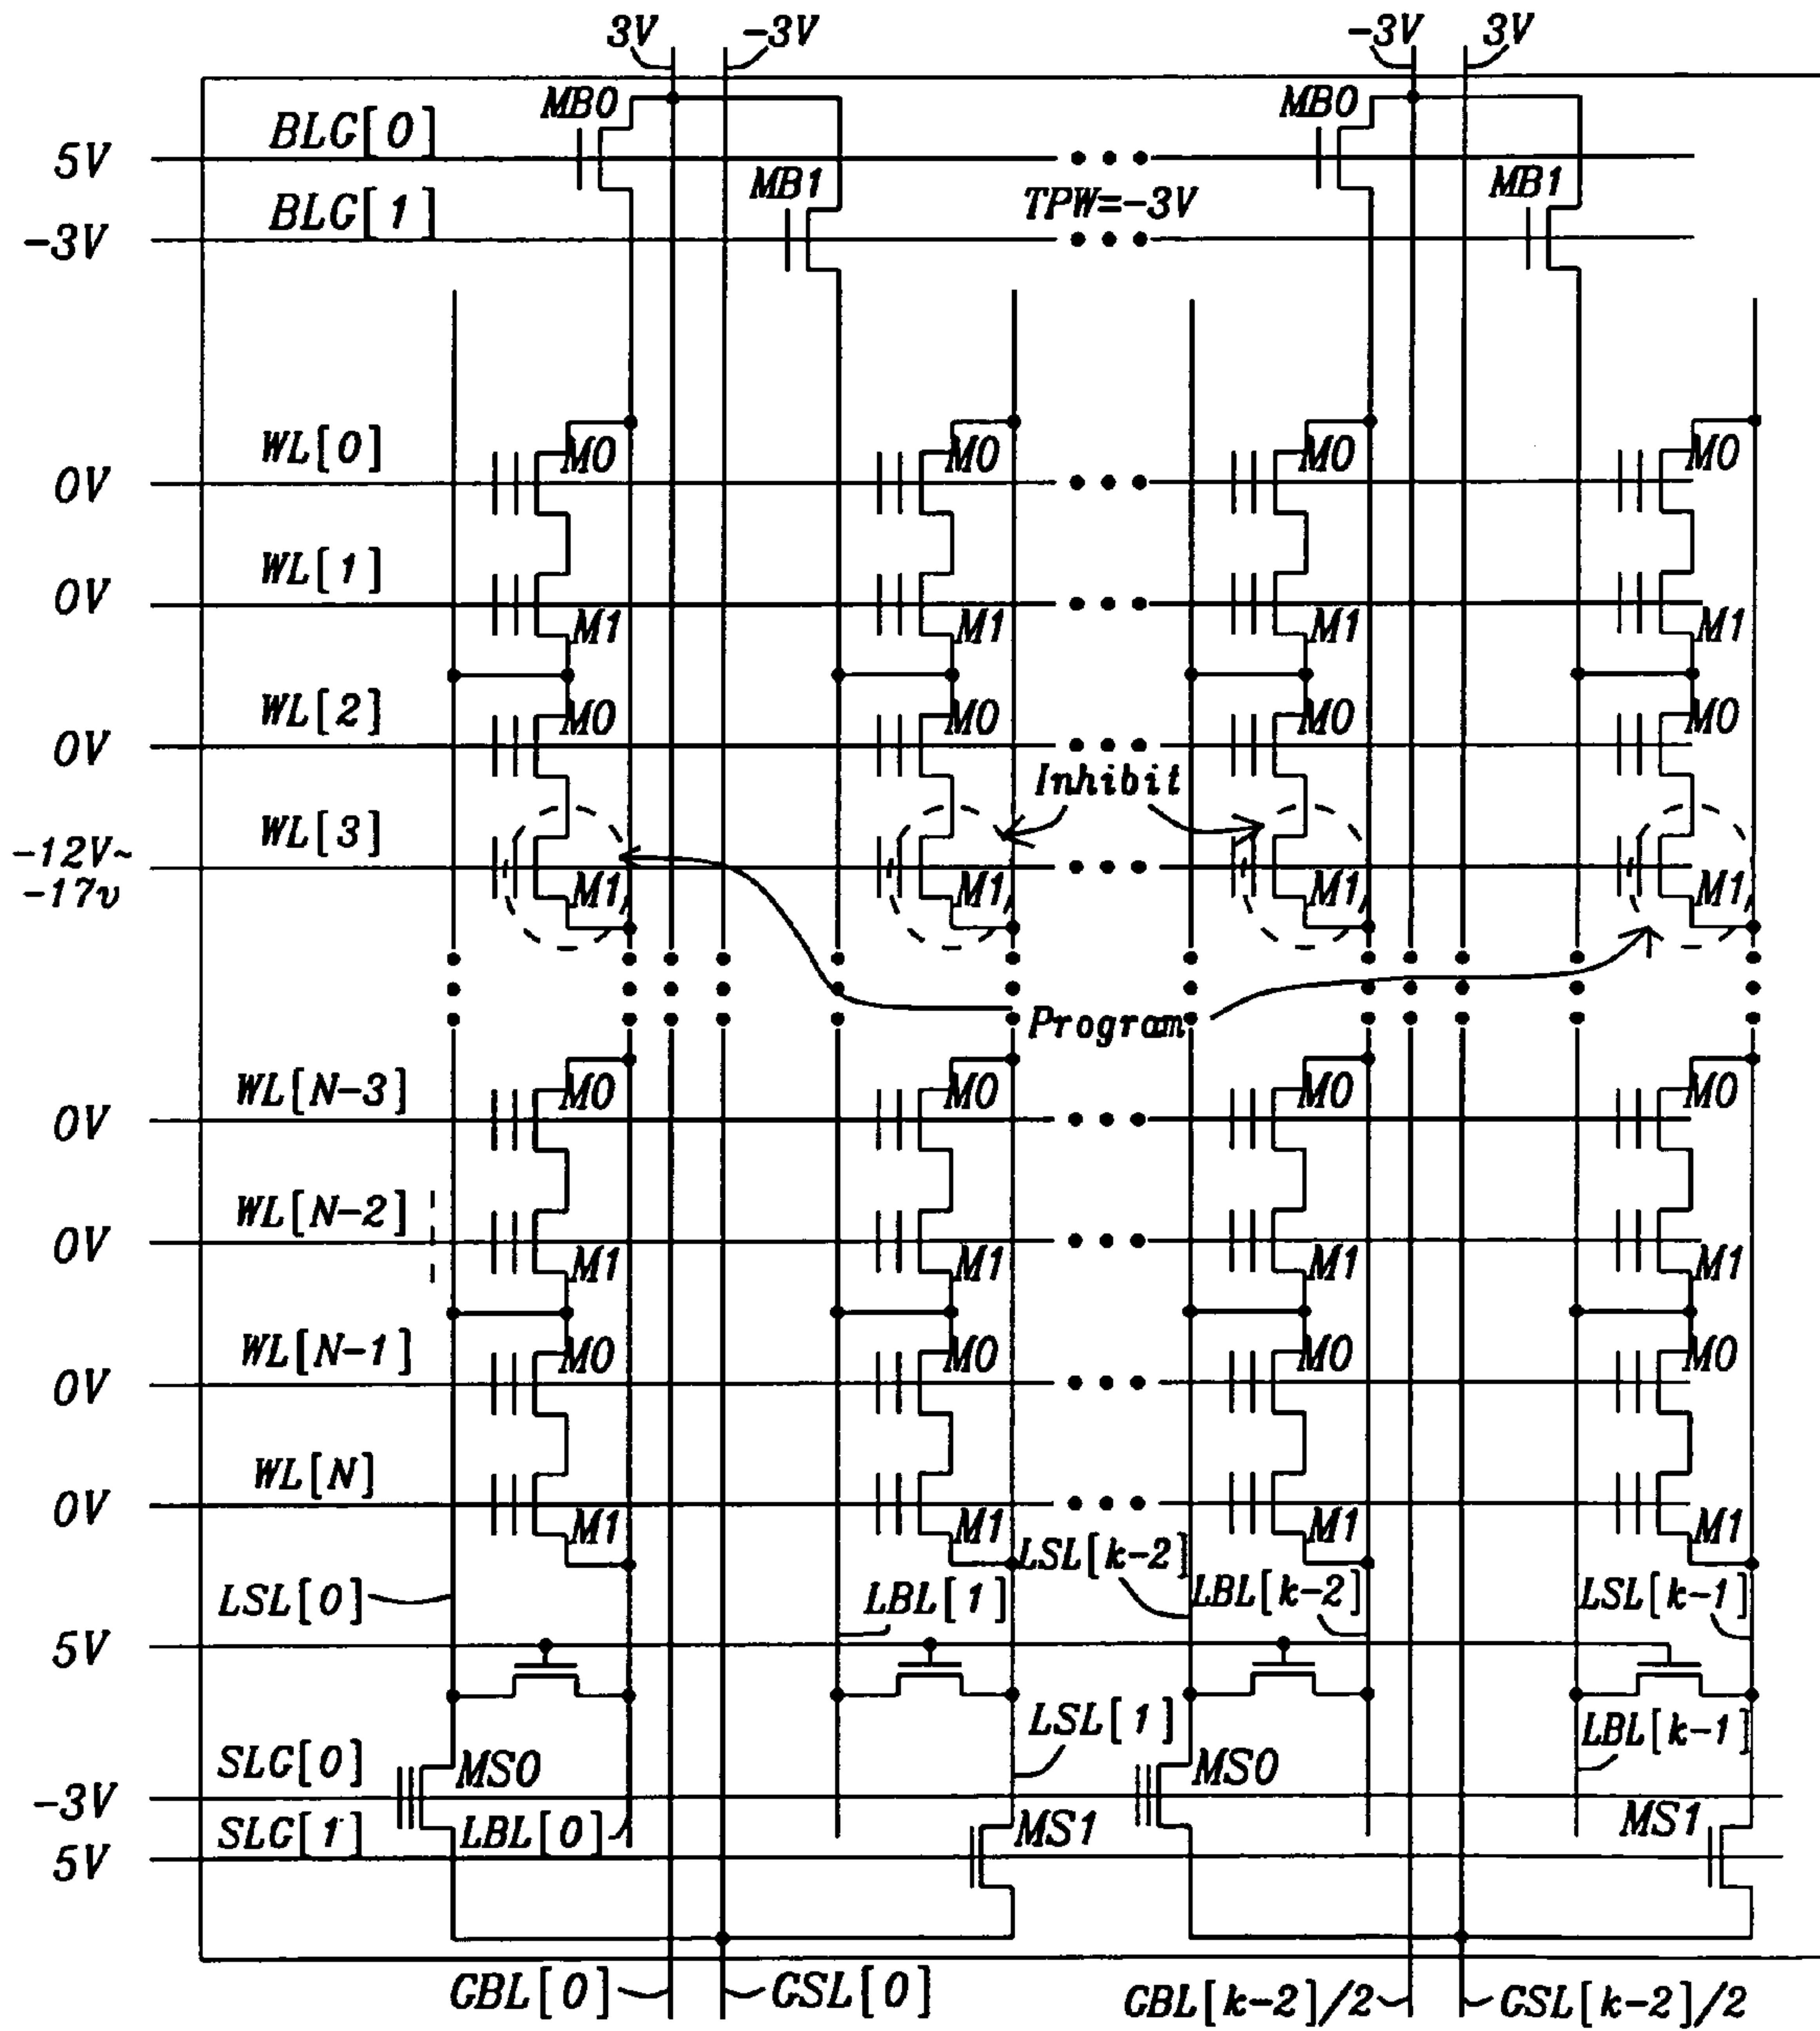 3V -3V -3V 3V
MB0 MB0
5V BLG[0]
MB1 TPW=-3V MB1
-3V BLG[1]
WL[0] M0 M0 M0 M0
0V
WL[1]
0V
M1 M1 M1 M1
WL[2] M0 M0 M0 M0
0V
Inhibit
WL[3]
-12V~
-17v
M1 M1 M1 M1
Program
WL[N-3] M0 M0 M0 M0
0V
WL[N-2]
0V
M1 M1 M1 M1
WL[N-1] M0 M0 M0 M0
0V
WL[N]
0V
M1 M1 M1 M1
LSL[0] LBL[1] LSL[k-2] LBL[k-2] LSL[k-1]
5V
LSL[1] LBL[k-1]
SLG[0] MS0 MS0
-3V
SLG[1] LBL[0] MS1 MS1
5V
GBL[0] GSL[0] GBL[k-2]/2 GSL[k-2]/2